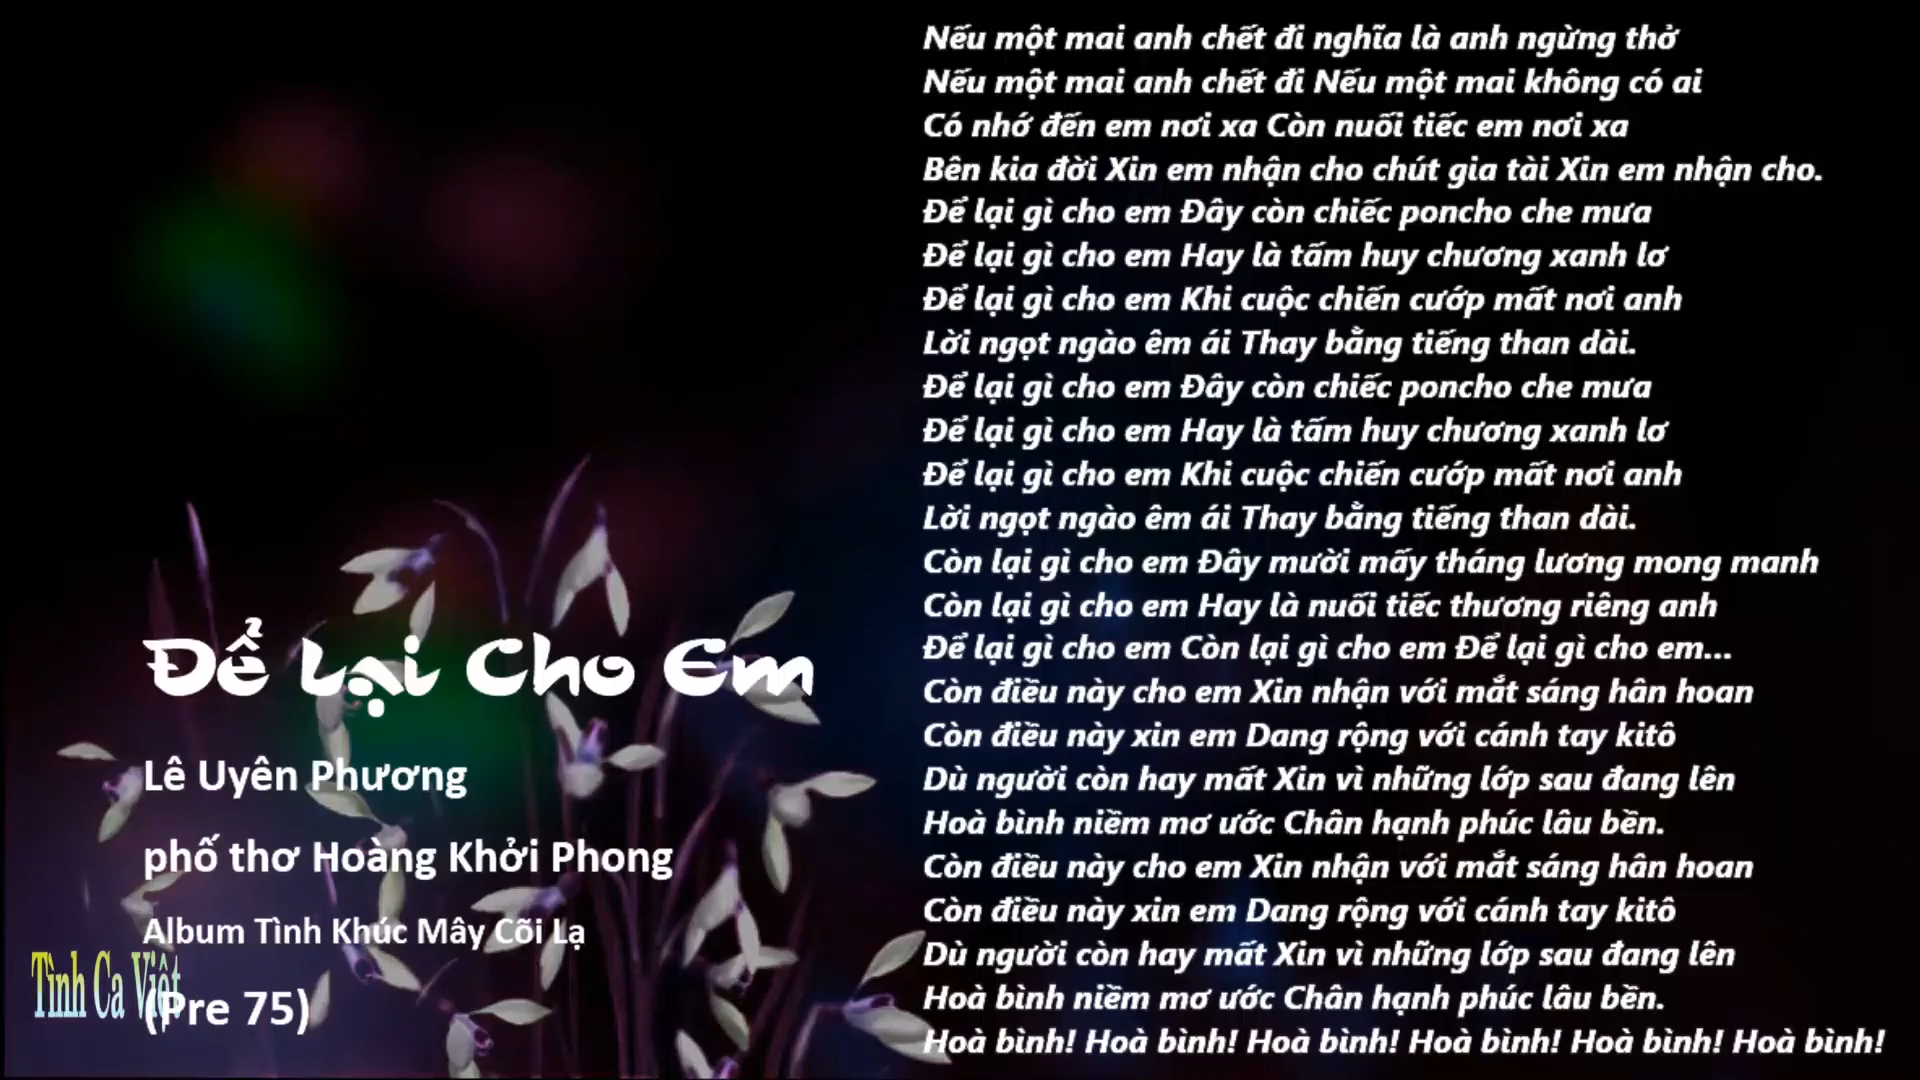 Nếu một mai anh chết đi nghĩa là anh ngừng thở
Nếu một mai anh chết đi Nếu một mai không có ai
Có nhớ đến em nơi xa Còn nuối tiếc em nơi xa
Bên kia đời Xin em nhận cho chút gia tài Xin em nhận cho.
Để lại gì cho em Đây còn chiếc poncho che mưa
Để lại gì cho em Hay là tấm huy chương xanh lơ
Để lại gì cho em Khi cuộc chiến cướp mất nơi anh
Lời ngọt ngào êm ái Thay bằng tiếng than dài.
Để lại gì cho em Đây còn chiếc poncho che mưa
Để lại gì cho em Hay là tấm huy chương xanh lơ
Để lại gì cho em Khi cuộc chiến cướp mất nơi anh
Lời ngọt ngào êm ái Thay bằng tiếng than dài.
Còn lại gì cho em Đây mười mấy tháng lương mong manh
Còn lại gì cho em Hay là nuối tiếc thương riêng anh
Để lại gì cho em Còn lại gì cho em Để lại gì cho em...
Còn điều này cho em Xin nhận với mắt sáng hân hoan
Còn điều này xin em Dang rộng với cánh tay kitô
Dù người còn hay mất Xin vì những lớp sau đang lên
Hoà bình niềm mơ ước Chân hạnh phúc lâu bền.
Còn điều này cho em Xin nhận với mắt sáng hân hoan
Còn điều này xin em Dang rộng với cánh tay kitô
Dù người còn hay mất Xin vì những lớp sau đang lên
Hoà bình niềm mơ ước Chân hạnh phúc lâu bền.
Hoà bình! Hoà bình! Hoà bình! Hoà bình! Hoà bình! Hoà bình!
Để Lại Cho Em
Lê Uyên Phương
phổ thơ Hoàng Khởi Phong
Album Tình Khúc Mây Cõi Lạ
(Pre 75)
Tình Ca Việt